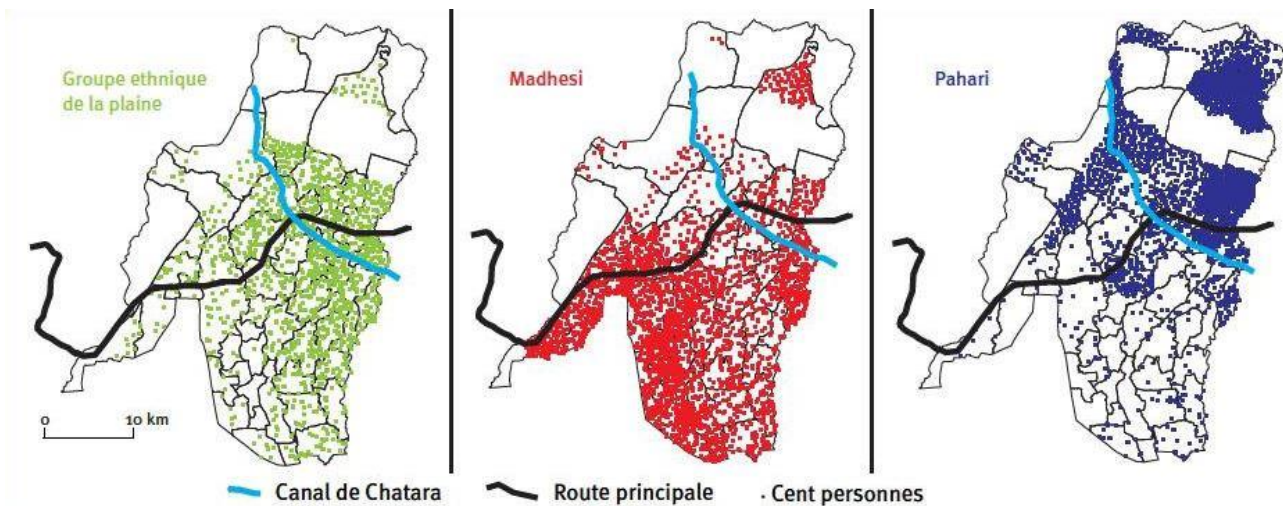 Groupe ethnique
de la plaine
Madhesi
Pahari
0 10 km
Canal de Chatara
Route principale
. Cent personnes